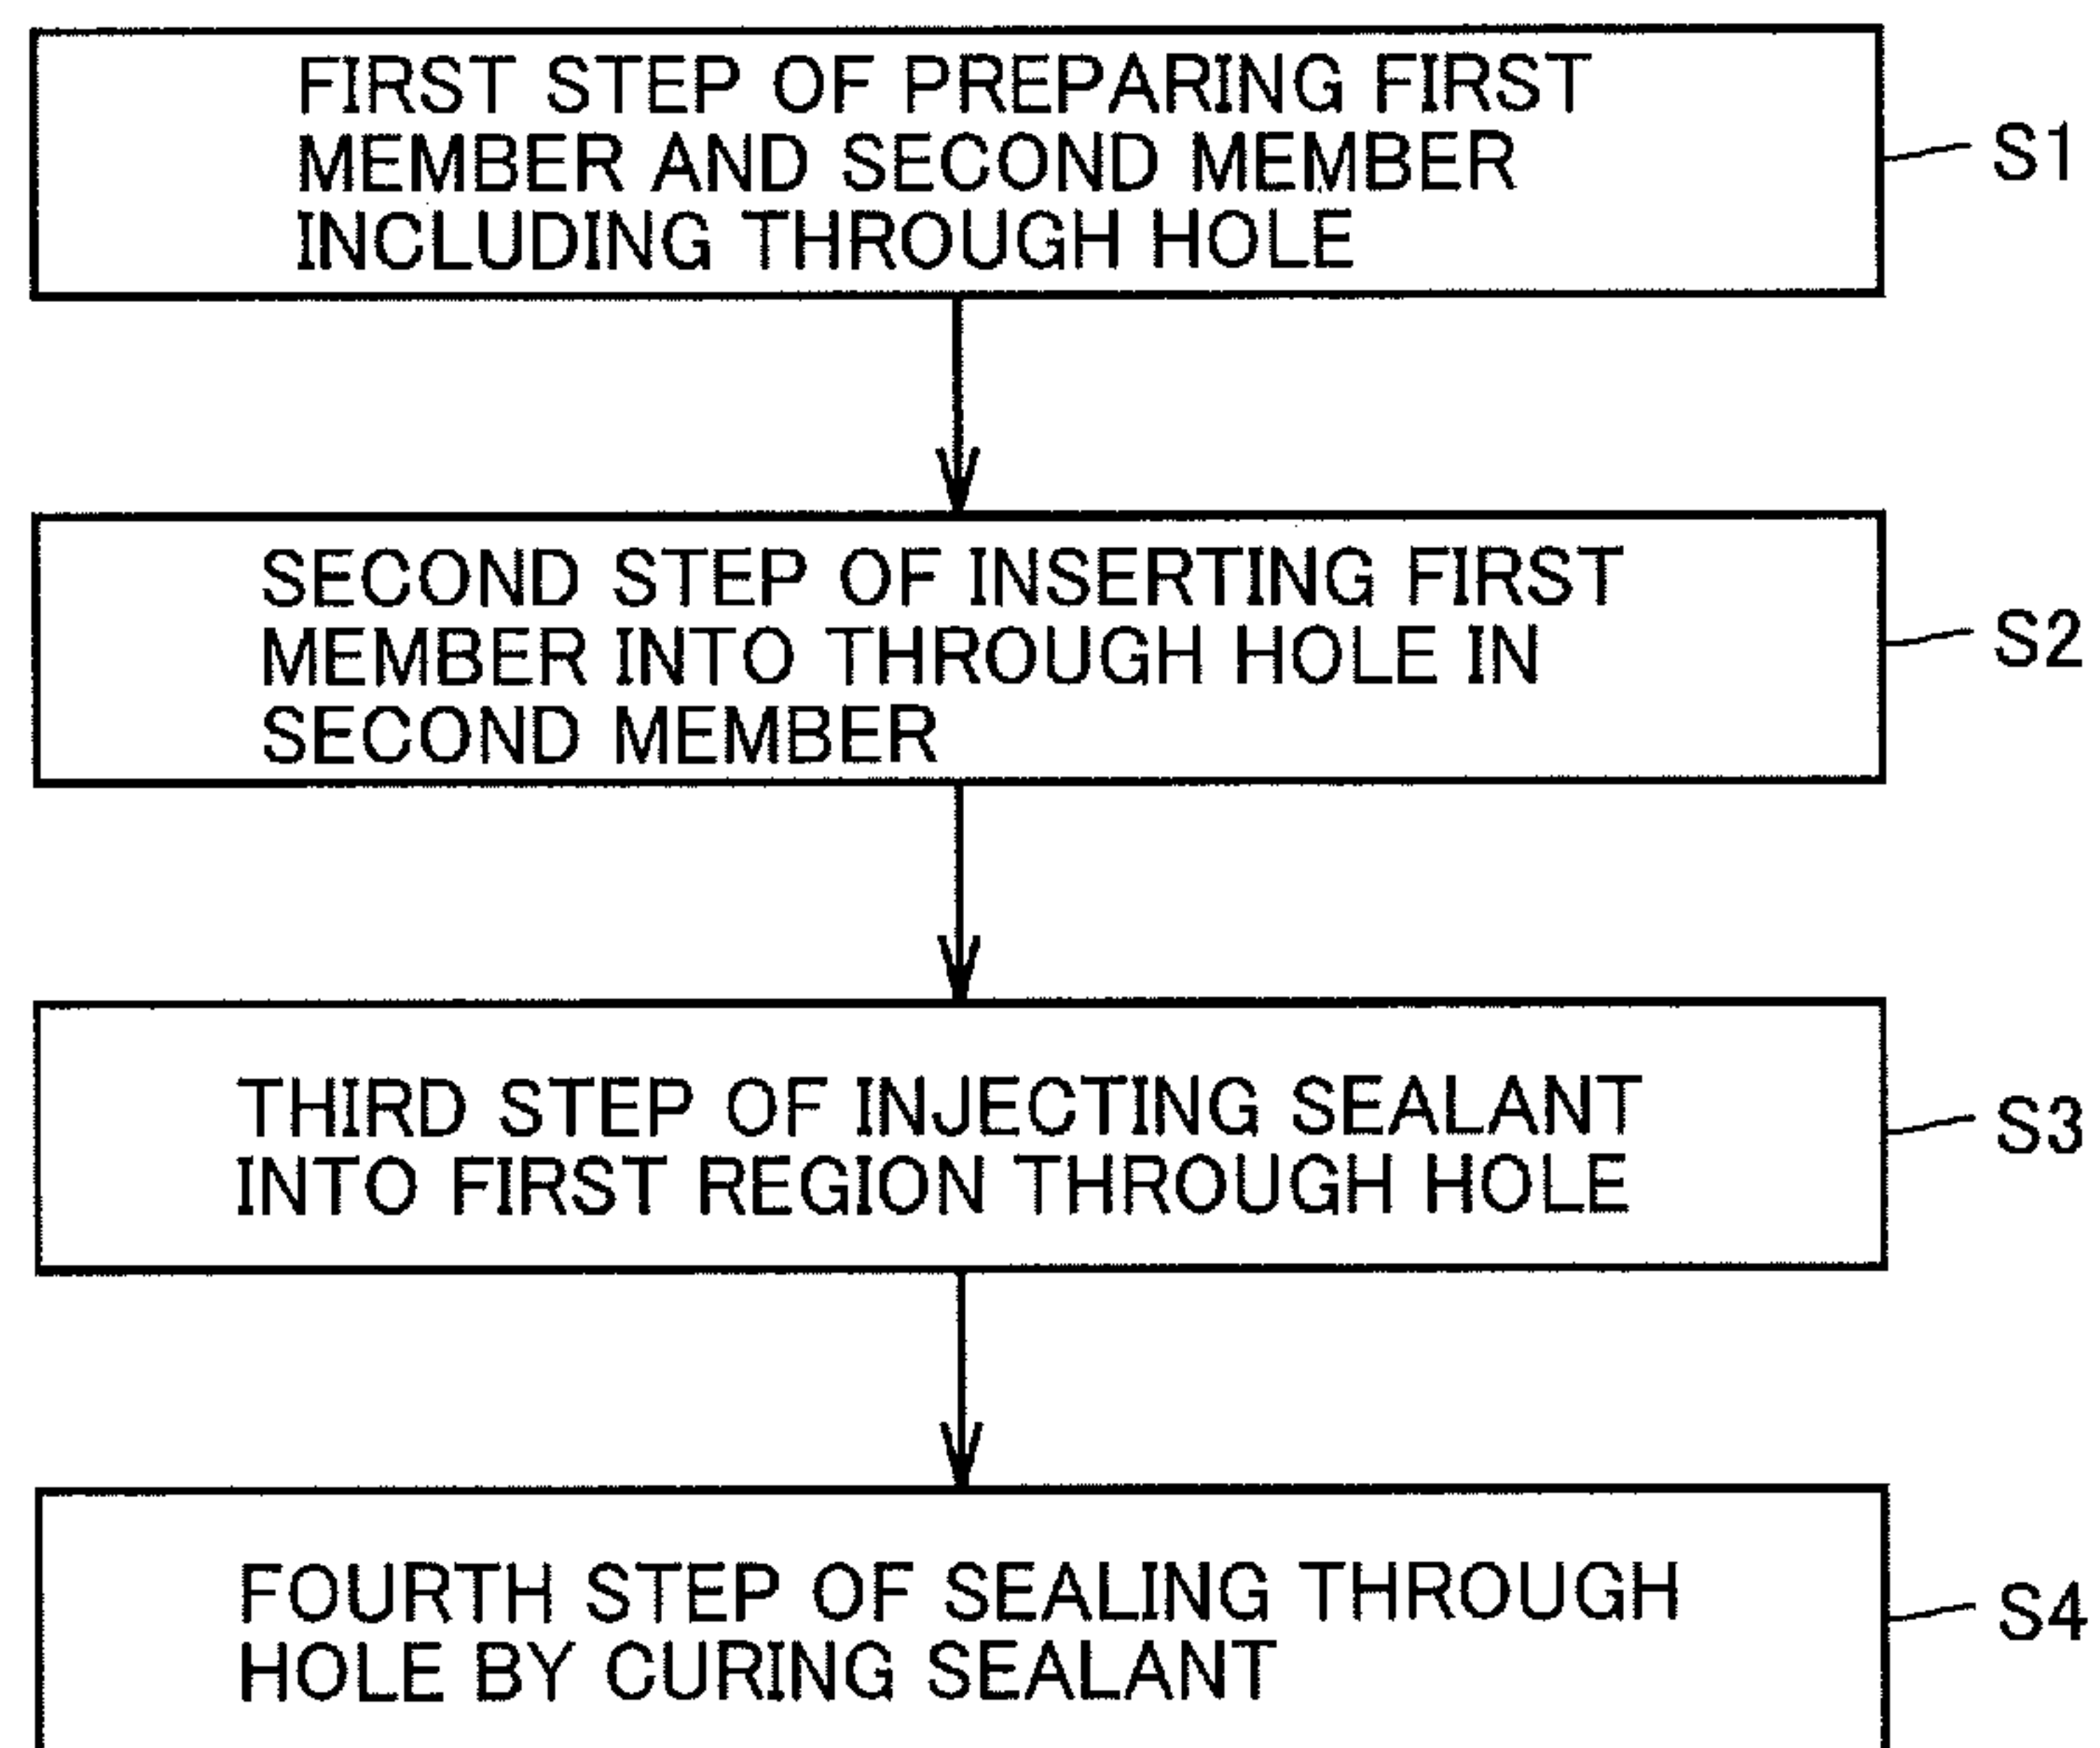 FIRST STEP OF PREPARING FIRST
MEMBER AND SECOND MEMBER
INCLUDING THROUGH HOLE
S1
SECOND STEP OF INSERTING FIRST
MEMBER INTO THROUGH HOLE IN
SECOND MEMBER
S2
THIRD STEP OF INJECTING SEALANT
INTO FIRST REGION THROUGH HOLE
S3
FOURTH STEP OF SEALING THROUGH
HOLE BY CURING SEALANT
S4